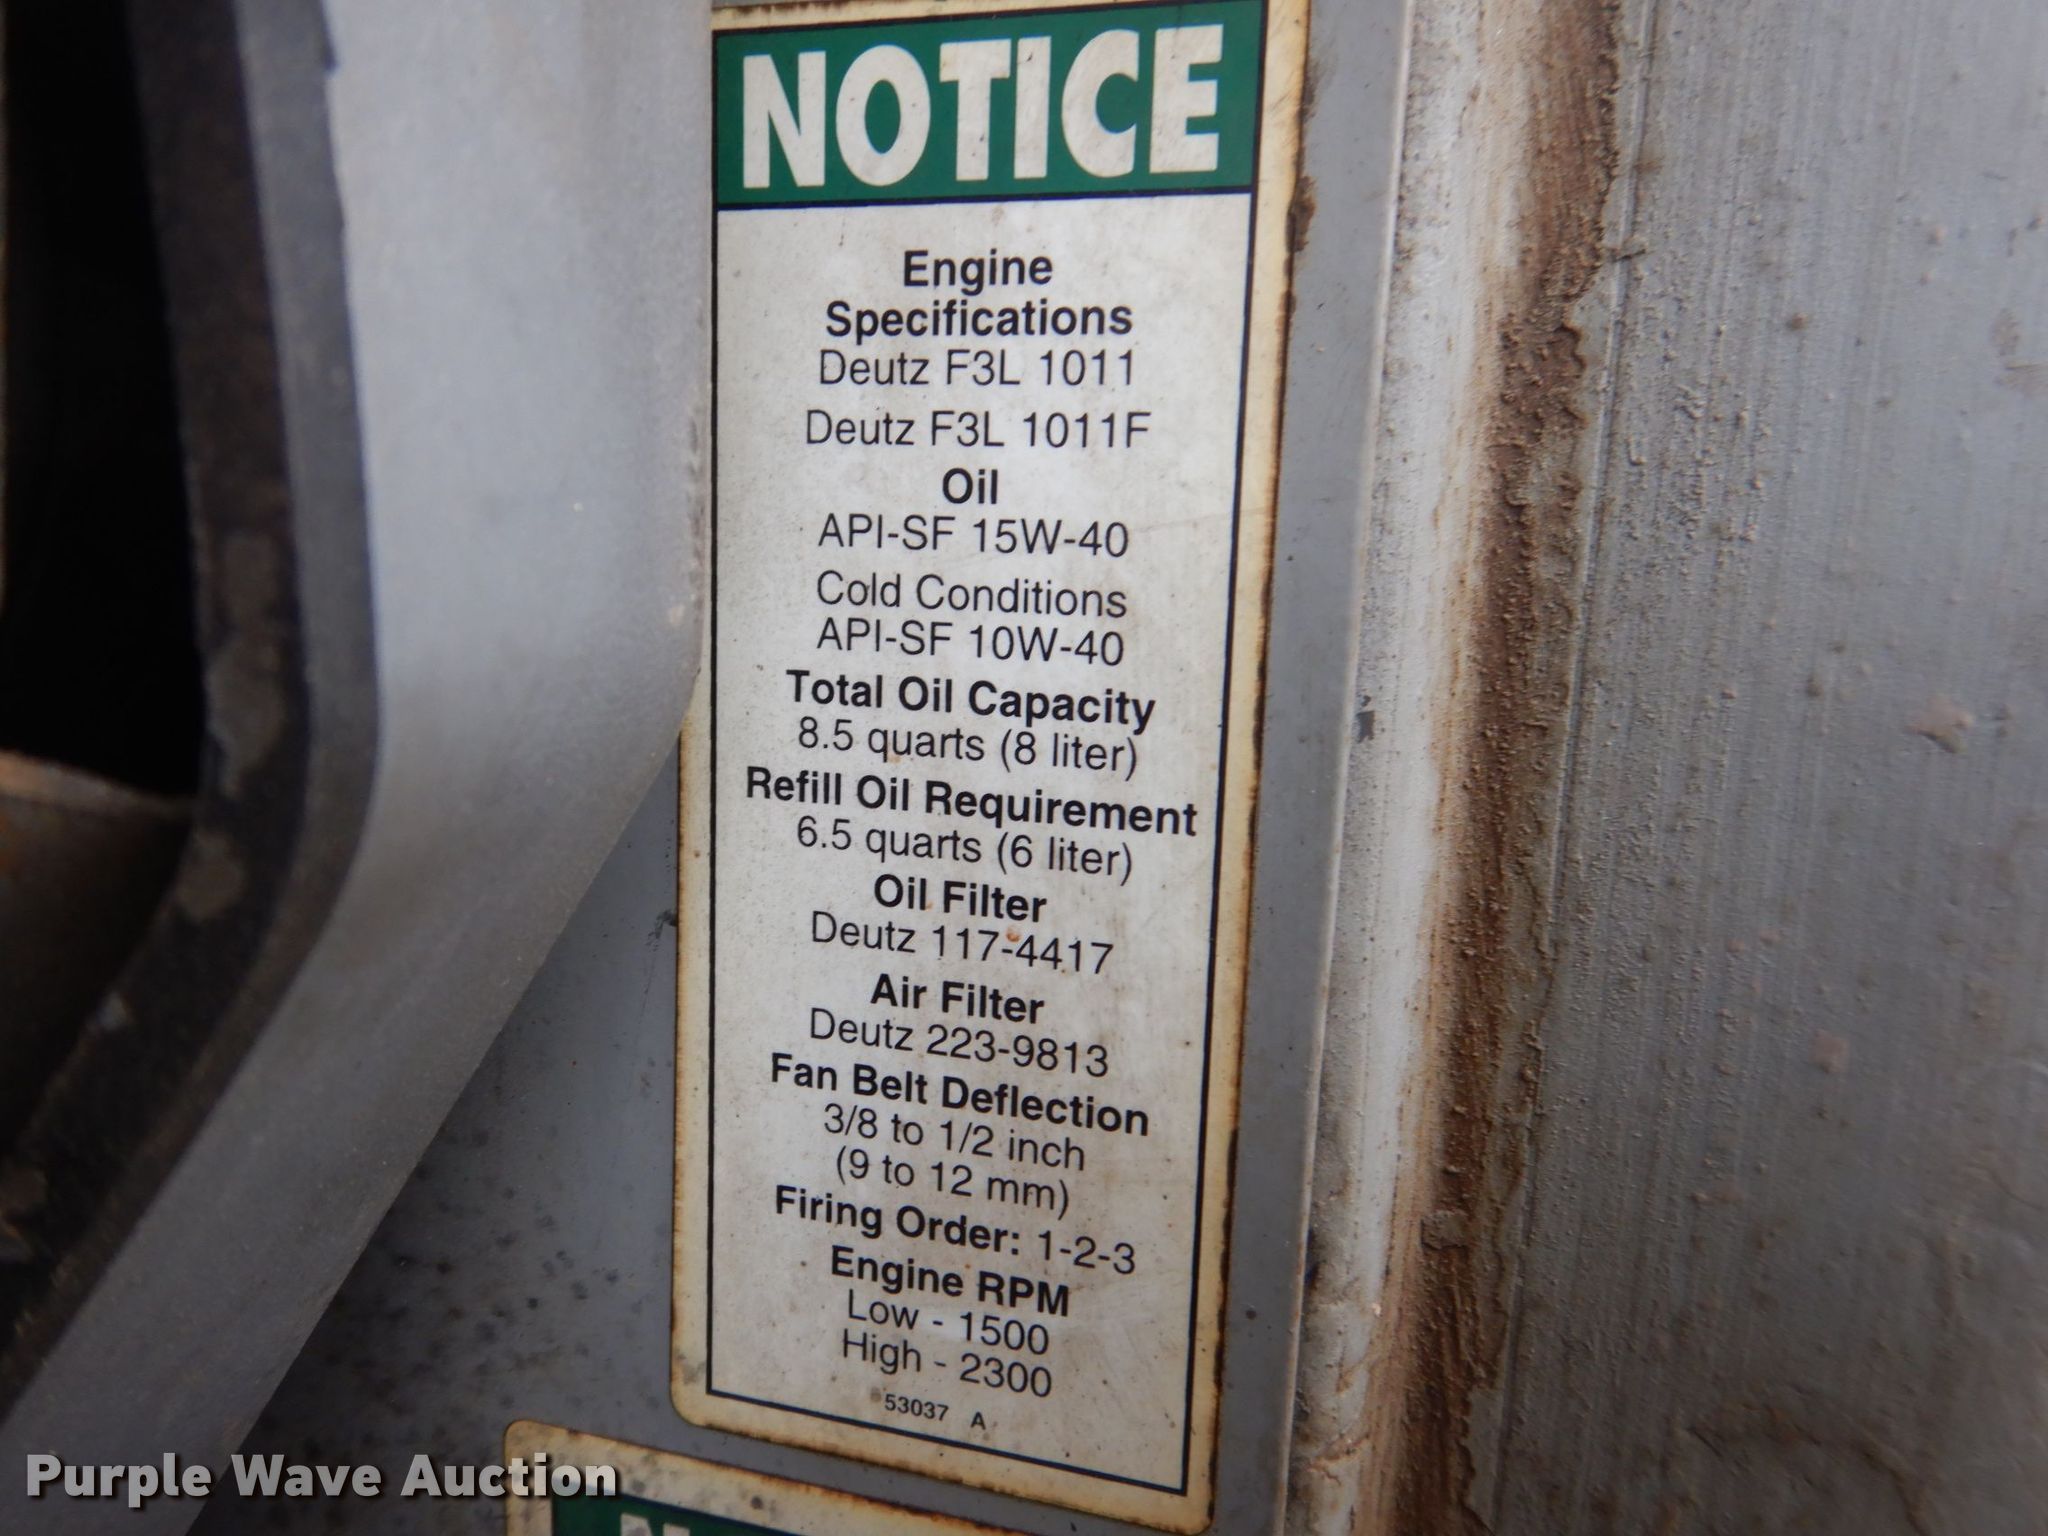 NOTICE
Engine
Specifications
Deutz F3L 1011
Deutz F3L 1011F
Oil
API-SF 15W-40
Cold Conditions
API-SF 10W-40
Total Oil Capacity
8.5 quarts (8 liter)
Refill Oil Requirement
6.5 quarts (6 liter)
Oil Filter
Deutz 117-4417
Air Filter
Deutz 223-9813
Fan Belt Deflection
3/8 to 1/2 inch
(9 to 12 mm)
Firing Order: 1-2-3
Engine RPM
Low - 1500
High - 2300
53037 A
Purple Wave Auction